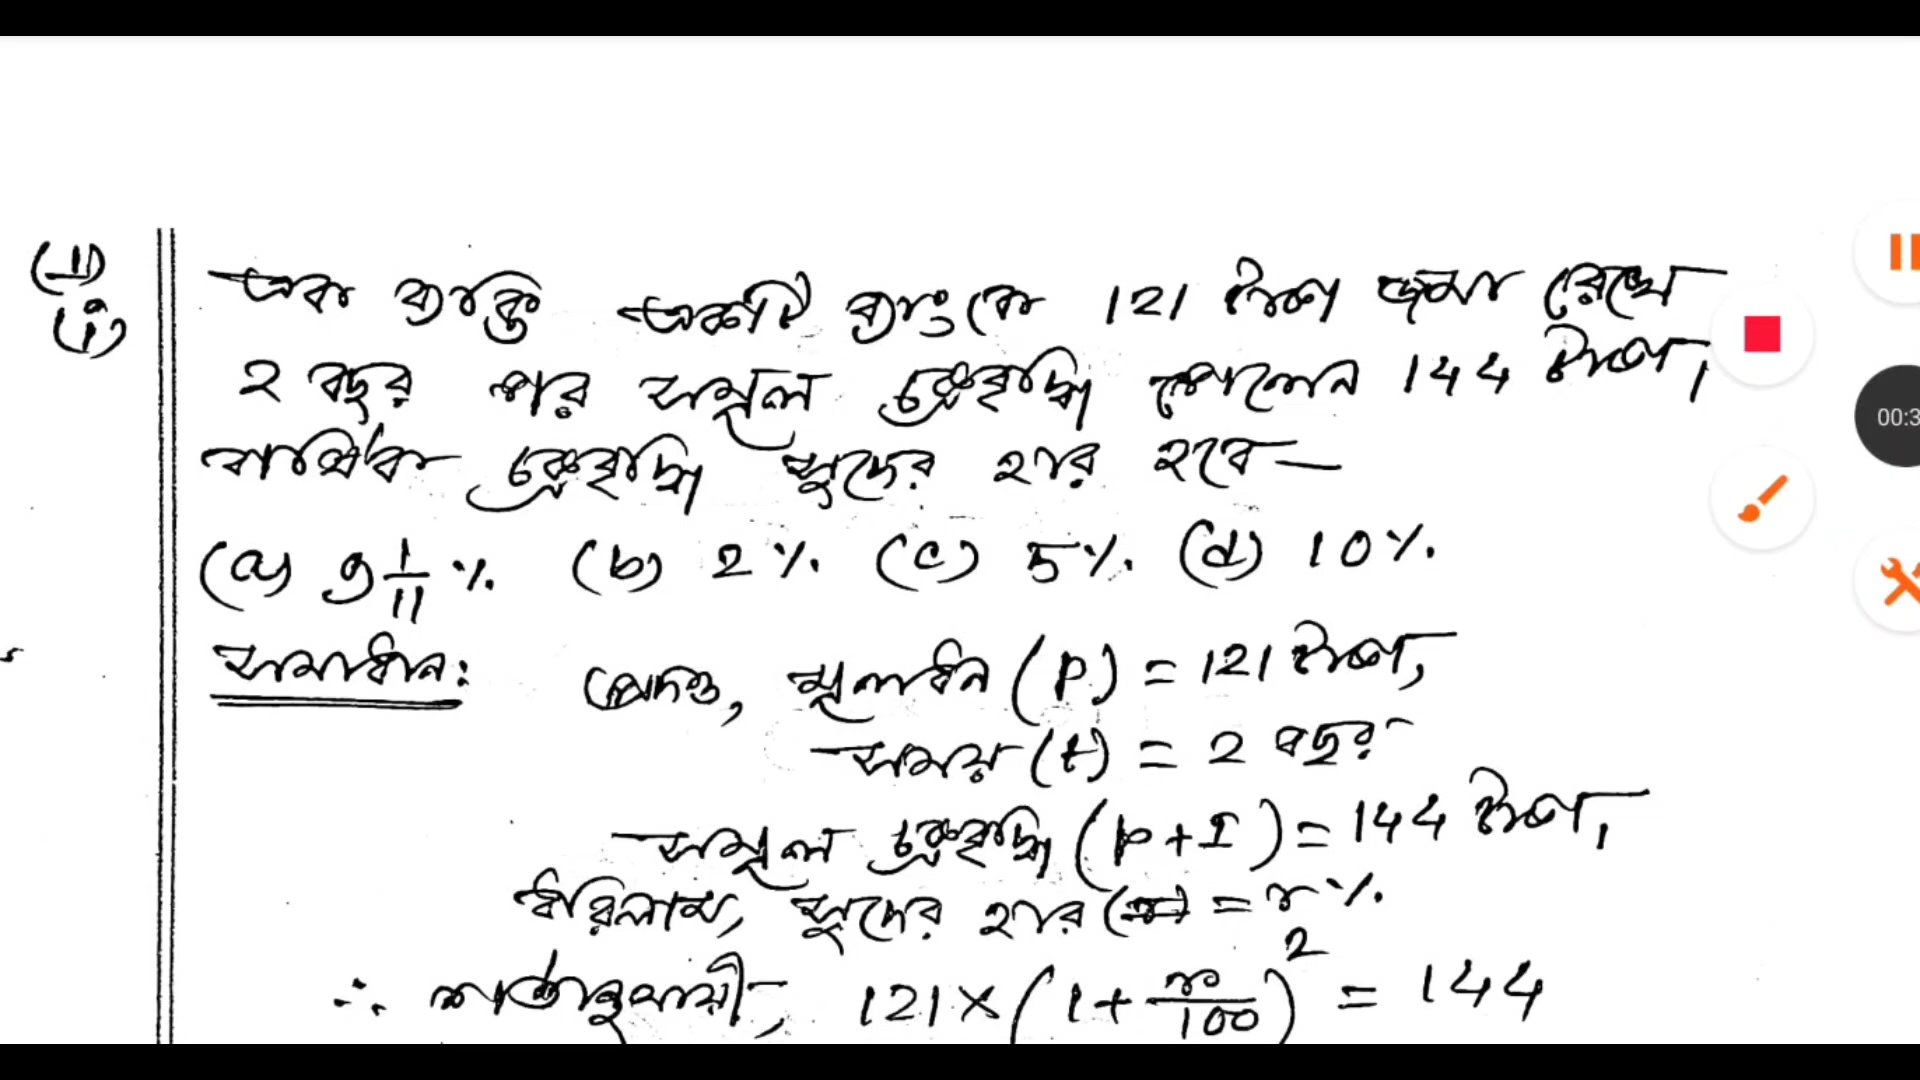 (11)
(i)
এক ব্যক্তি একটি ব্যাংকে 121 টাকা জমা রেখে
2 বছর পর সমূল চক্রবৃদ্ধি পেলেন 144 টাকা।
বার্ষিক চক্রবৃদ্ধি সুদের হার হবে—
(a) 9 1/11 %. (b) 2%. (c) 5%. (d) 10%.
সমাধান: প্রদত্ত, মূলধন (P) = 121 টাকা,
সময় (t) = 2 বছর
সমূল চক্রবৃদ্ধি (P+I) = 144 টাকা,
ধরিলাম, সুদের হার = r %.
∴ শর্তানুযায়ী, 121 × (1 + r/100)² = 144
00:3